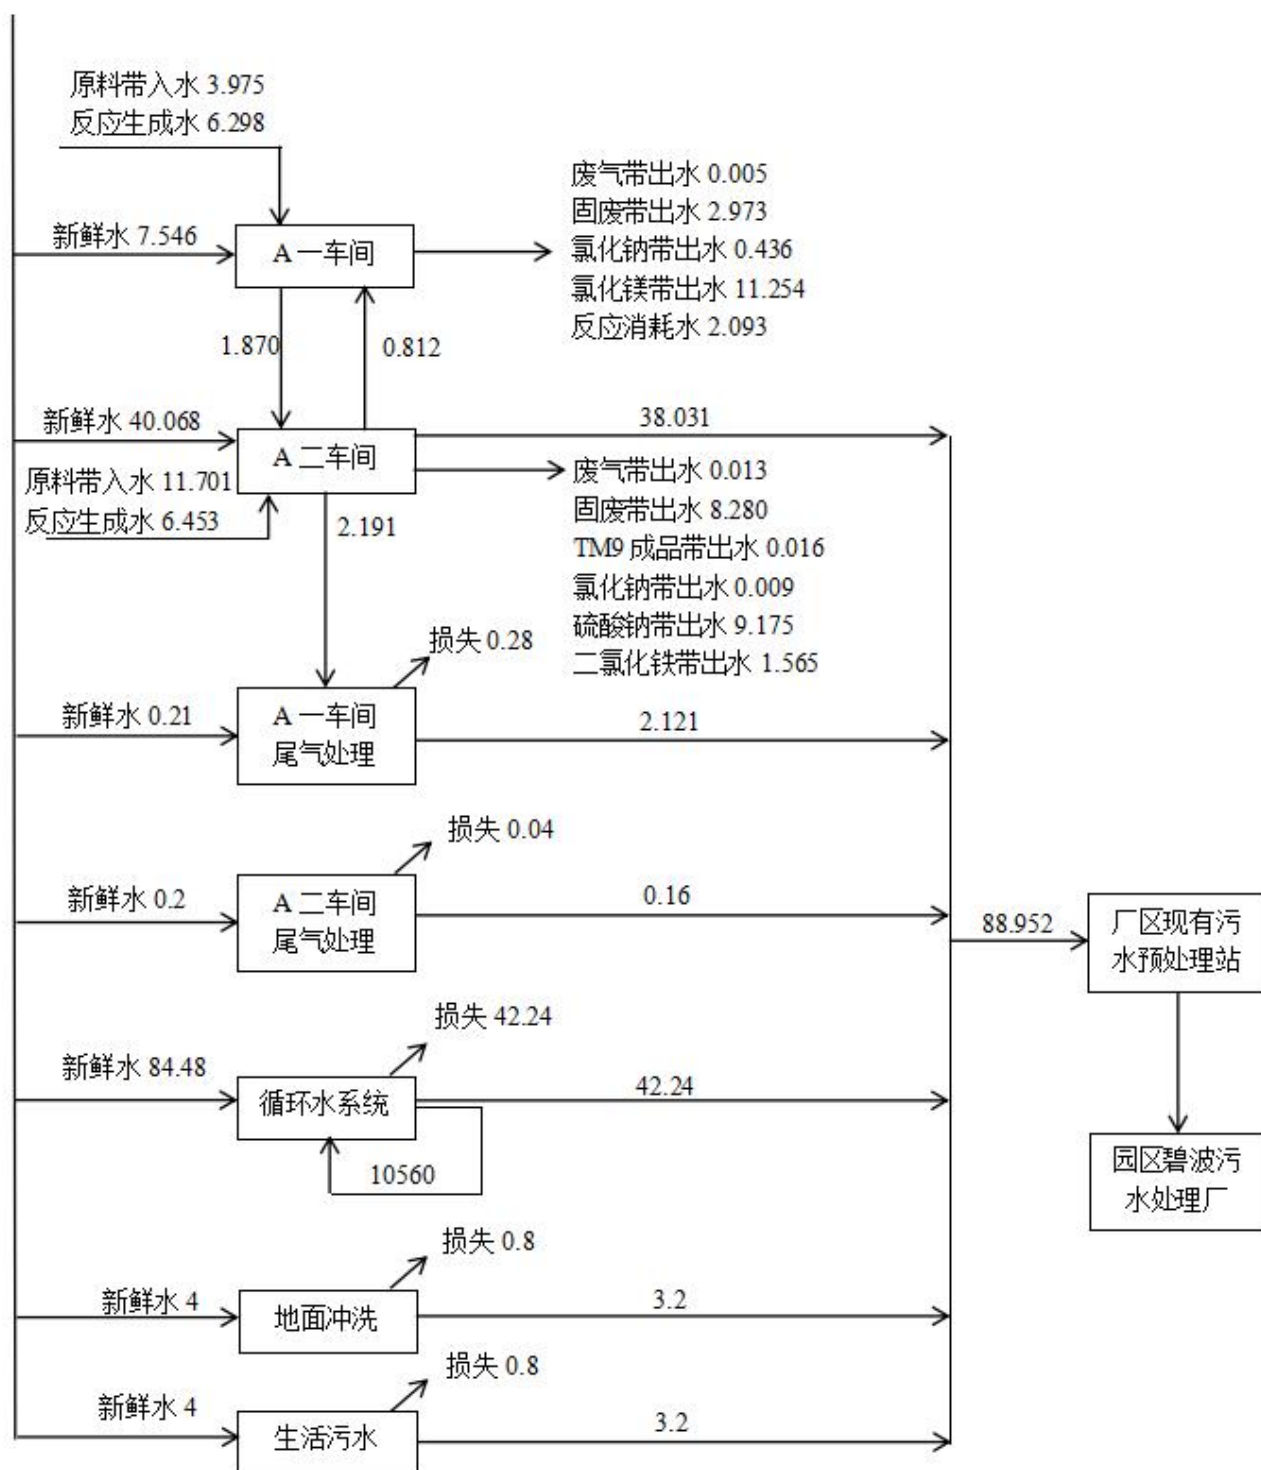 原料带入水 3.975
反应生成水 6.298
新鲜水 7.546
A 一车间
废气带出水 0.005
固废带出水 2.973
氯化钠带出水 0.436
氯化镁带出水 11.254
反应消耗水 2.093
1.870
0.812
新鲜水 40.068
A 二车间
38.031
原料带入水 11.701
反应生成水 6.453
2.191
废气带出水 0.013
固废带出水 8.280
TM9 成品带出水 0.016
氯化钠带出水 0.009
硫酸钠带出水 9.175
二氯化铁带出水 1.565
损失 0.28
新鲜水 0.21
A 一车间
尾气处理
2.121
损失 0.04
新鲜水 0.2
A 二车间
尾气处理
0.16
88.952
厂区现有污
水预处理站
损失 42.24
新鲜水 84.48
循环水系统
42.24
10560
园区碧波污
水处理厂
损失 0.8
新鲜水 4
地面冲洗
3.2
损失 0.8
新鲜水 4
生活污水
3.2